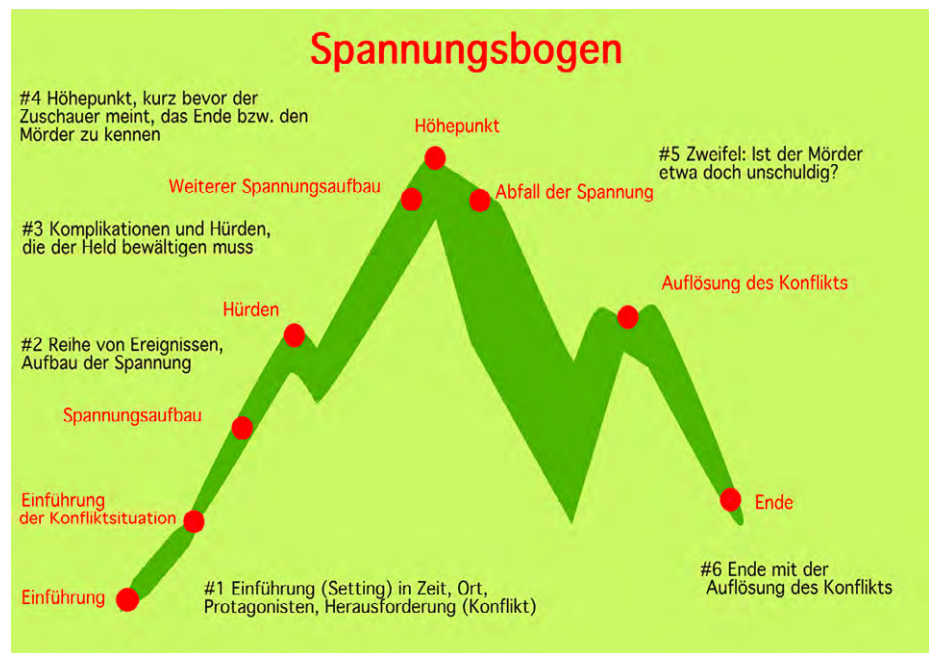 Spannungsbogen
#4 Höhepunkt, kurz bevor der
Zuschauer meint, das Ende bzw. den
Mörder zu kennen
Höhepunkt
#5 Zweifel: Ist der Mörder
etwa doch unschuldig?
Weiterer Spannungsaufbau
Abfall der Spannung
#3 Komplikationen und Hürden,
die der Held bewältigen muss
Auflösung des Konflikts
Hürden
#2 Reihe von Ereignissen,
Aufbau der Spannung
Spannungsaufbau
Einführung
der Konfliktsituation
Ende
#6 Ende mit der
Auflösung des Konflikts
#1 Einführung (Setting) in Zeit, Ort,
Protagonisten, Herausforderung (Konflikt)
Einführung